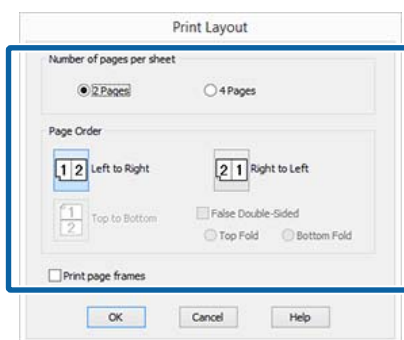 Print Layout
Number of pages per sheet
2 Pages
4 Pages
Page Order
1 2 Left to Right
2 1 Right to Left
1
2
Top to Bottom
False Double-Sided
Top Fold
Bottom Fold
Print page frames
OK
Cancel
Help